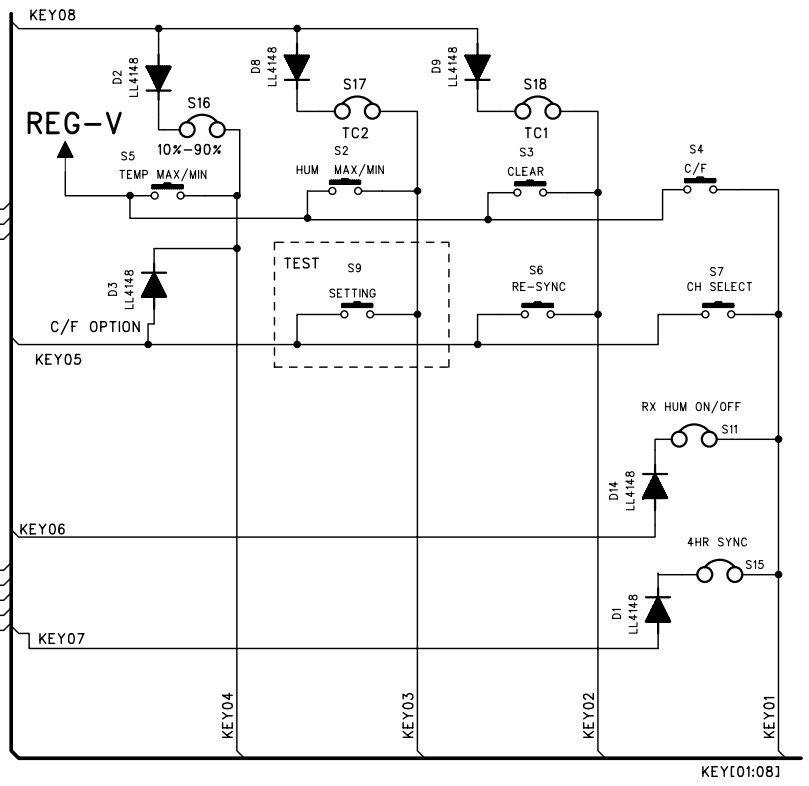 KEY08
D2
LL4148
D8
LL4148
D9
LL4148
S16
S17
S18
REG-V
10%-90%
TC2
TC1
S5
TEMP MAX/MIN
S2
HUM MAX/MIN
S3
CLEAR
S4
C/F
D3
LL4148
TEST
S9
SETTING
S6
RE-SYNC
S7
CH SELECT
C/F OPTION
KEY05
RX HUM ON/OFF
S11
D14
LL4148
KEY06
4HR SYNC
S15
D1
LL4148
KEY07
KEY04
KEY03
KEY02
KEY01
KEY[01:08]